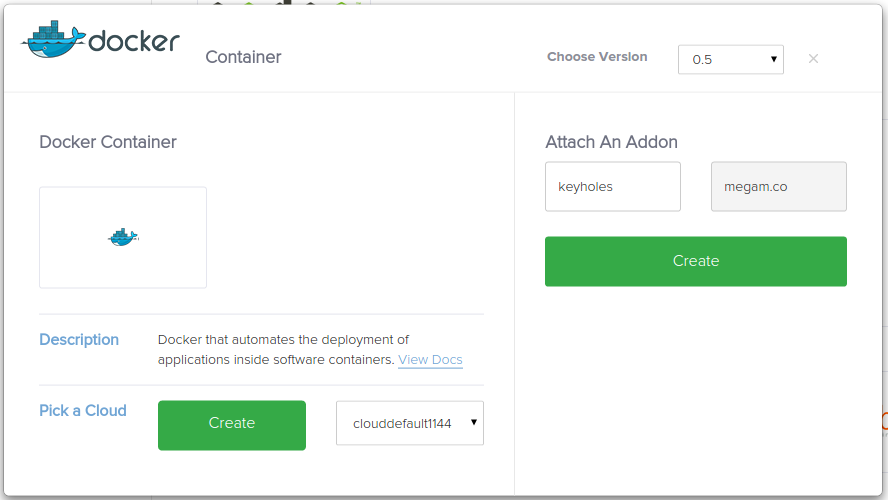 docker
Container
Choose Version
0.5
×
Docker Container
Description
Docker that automates the deployment of
applications inside software containers. View Docs
Pick a Cloud
Create
clouddefault1144
Attach An Addon
keyholes
megam.co
Create